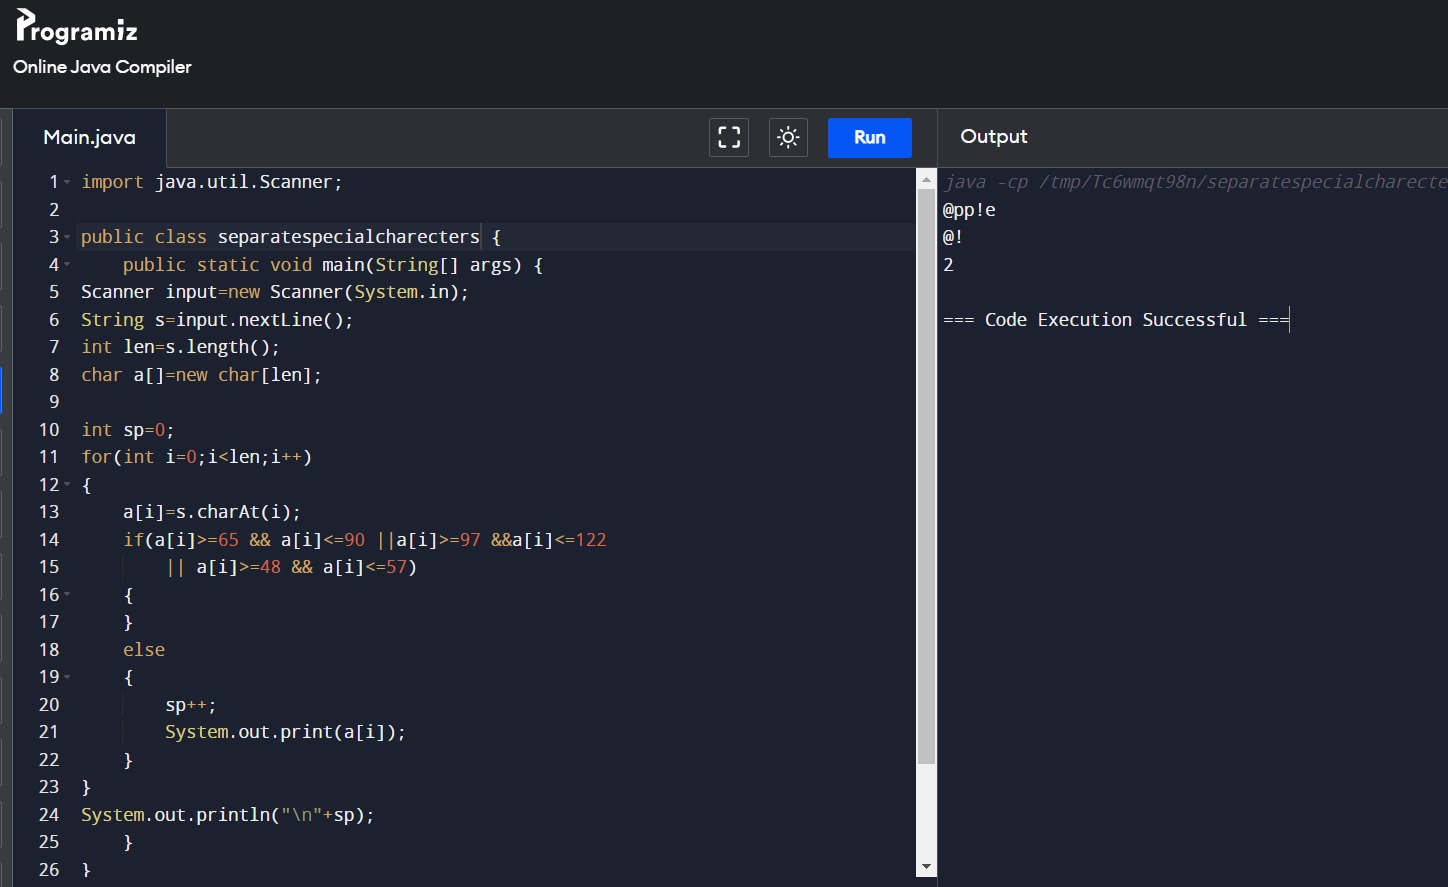 Programiz
Online Java Compiler
Main.java
Run
Output
1 import java.util.Scanner;
2
3 public class separatespecialcharecters {
4     public static void main(String[] args) {
5 Scanner input=new Scanner(System.in);
6 String s=input.nextLine();
7 int len=s.length();
8 char a[]=new char[len];
9
10 int sp=0;
11 for(int i=0;i<len;i++)
12 {
13     a[i]=s.charAt(i);
14     if(a[i]>=65 && a[i]<=90 ||a[i]>=97 &&a[i]<=122
15         || a[i]>=48 && a[i]<=57)
16     {
17     }
18     else
19     {
20         sp++;
21         System.out.print(a[i]);
22     }
23 }
24 System.out.println("\n"+sp);
25     }
26 }
java -cp /tmp/Tc6wmqt98n/separatespecialcharecte
@pp!e
@!
2
=== Code Execution Successful ===